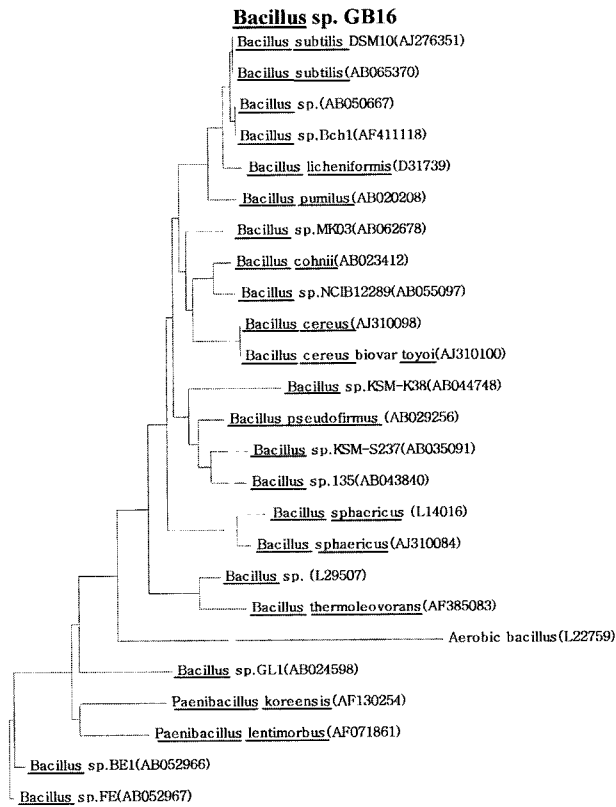 Bacillus sp. GB16
Bacillus subtilis DSM10(AJ276351)
Bacillus subtilis(AB065370)
Bacillus sp.(AB050667)
Bacillus sp.Bch1(AF411118)
Bacillus licheniformis(D31739)
Bacillus pumilus(AB020208)
Bacillus sp.MK03(AB062678)
Bacillus cohnii(AB023412)
Bacillus sp.NCIB12289(AB055097)
Bacillus cereus(AJ310098)
Bacillus cereus biovar toyoi(AJ310100)
Bacillus sp.KSM-K38(AB044748)
Bacillus pseudofirmus (AB029256)
Bacillus sp.KSM-S237(AB035091)
Bacillus sp.135(AB043840)
Bacillus sphaericus (L14016)
Bacillus sphaericus(AJ310084)
Bacillus sp. (L29507)
Bacillus thermoleovorans(AF385083)
Aerobic bacillus(L22759)
Bacillus sp.GL1(AB024598)
Paenibacillus koreensis(AF130254)
Paenibacillus lentimorbus(AF071861)
Bacillus sp.BE1(AB052966)
Bacillus sp.FE(AB052967)